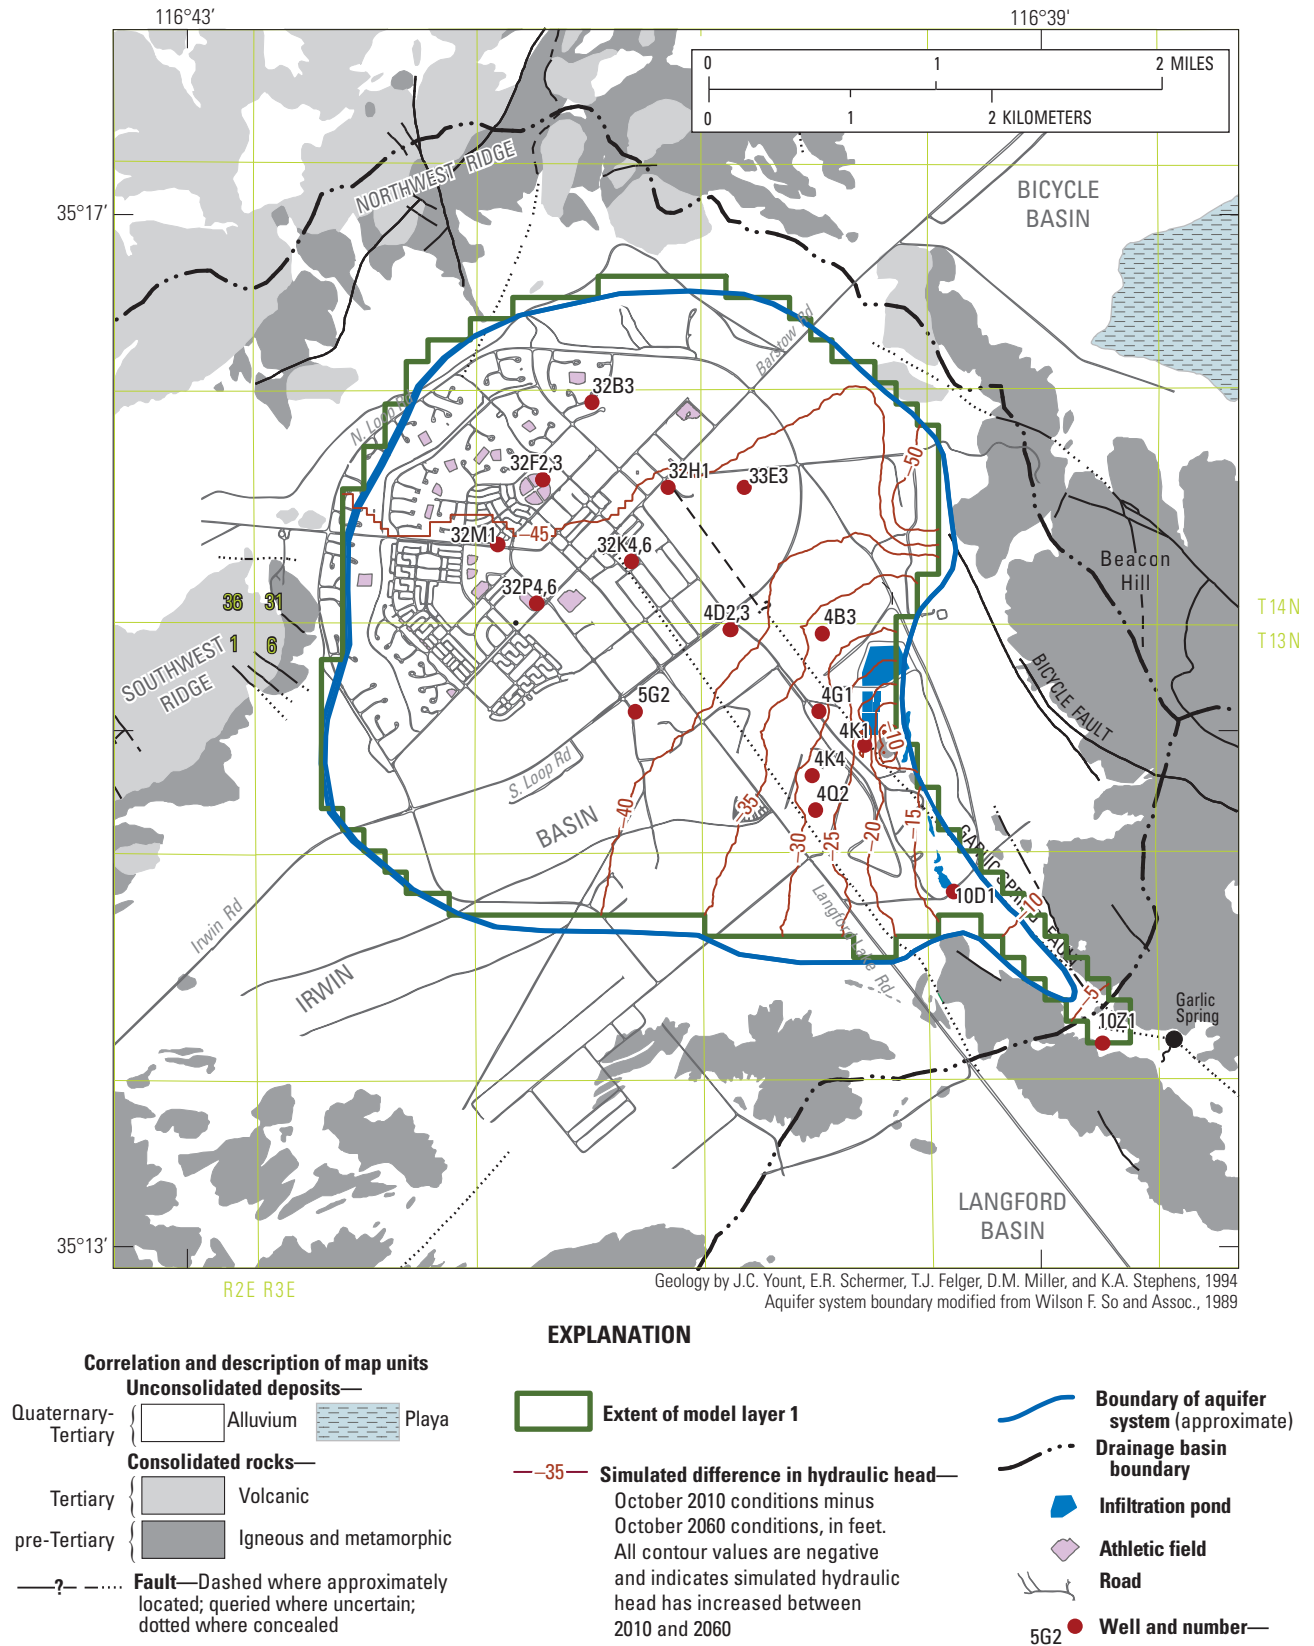 116°43′
116°39'
0 1 2 MILES
0 1 2 KILOMETERS
NORTHWEST RIDGE
BICYCLE
BASIN
35°17′
Barstow Rd
32B3
N. Loop Rd
–50
32F2,3
32H1
33E3
32M1
–45
32K4,6
Beacon
Hill
32P4,6
36 31
1 6
T14N
T13N
4D2,3
4B3
SOUTHWEST
RIDGE
BICYCLE FAULT
5G2
4G1
4K1
–10
4K4
S. Loop Rd
4Q2
–40
–35
–30
–25
–20
–15
BASIN
GARLIC SPRING FAULT
10D1
–10
Langford Lake Rd
Irwin Rd
IRWIN
–5
10Z1
Garlic
Spring
LANGFORD
BASIN
35°13′
R2E R3E
Geology by J.C. Yount, E.R. Schermer, T.J. Felger, D.M. Miller, and K.A. Stephens, 1994
Aquifer system boundary modified from Wilson F. So and Assoc., 1989
EXPLANATION
Correlation and description of map units
Unconsolidated deposits—
Quaternary-
Tertiary
Alluvium
Playa
Consolidated rocks—
Tertiary
Volcanic
pre-Tertiary
Igneous and metamorphic
?
Fault—Dashed where approximately
located; queried where uncertain;
dotted where concealed
Extent of model layer 1
–35
Simulated difference in hydraulic head—
October 2010 conditions minus
October 2060 conditions, in feet.
All contour values are negative
and indicates simulated hydraulic
head has increased between
2010 and 2060
Boundary of aquifer
system (approximate)
Drainage basin
boundary
Infiltration pond
Athletic field
Road
5G2
Well and number—